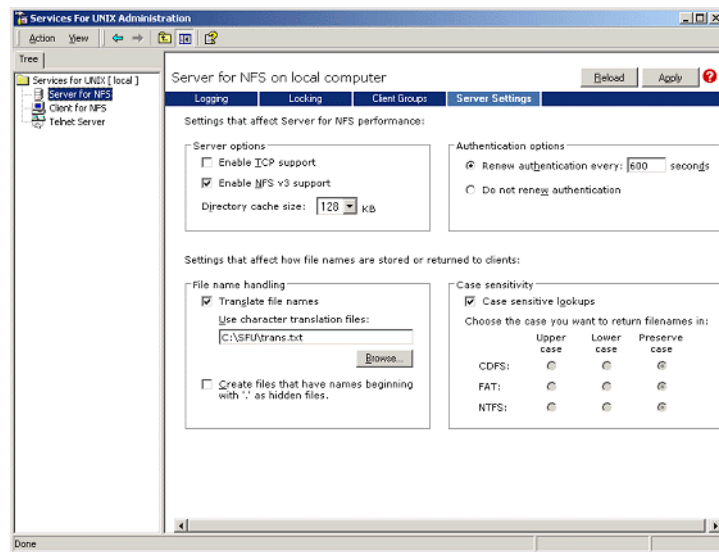 Services For UNIX Administration
Action View
Tree
Services for UNIX [ local ]
Server for NFS
Client for NFS
Telnet Server
Server for NFS on local computer
Reload Apply ?
Logging Locking Client Groups Server Settings
Settings that affect Server for NFS performance:
Server options
Enable TCP support
Enable NFS v3 support
Directory cache size: 128 KB
Authentication options
Renew authentication every: 600 seconds
Do not renew authentication
Settings that affect how file names are stored or returned to clients:
File name handling
Translate file names
Use character translation files:
C:\SFU\trans.txt
Browse...
Create files that have names beginning
with '.' as hidden files.
Case sensitivity
Case sensitive lookups
Choose the case you want to return filenames in:
Upper case Lower case Preserve case
CDFS:
FAT:
NTFS:
Done